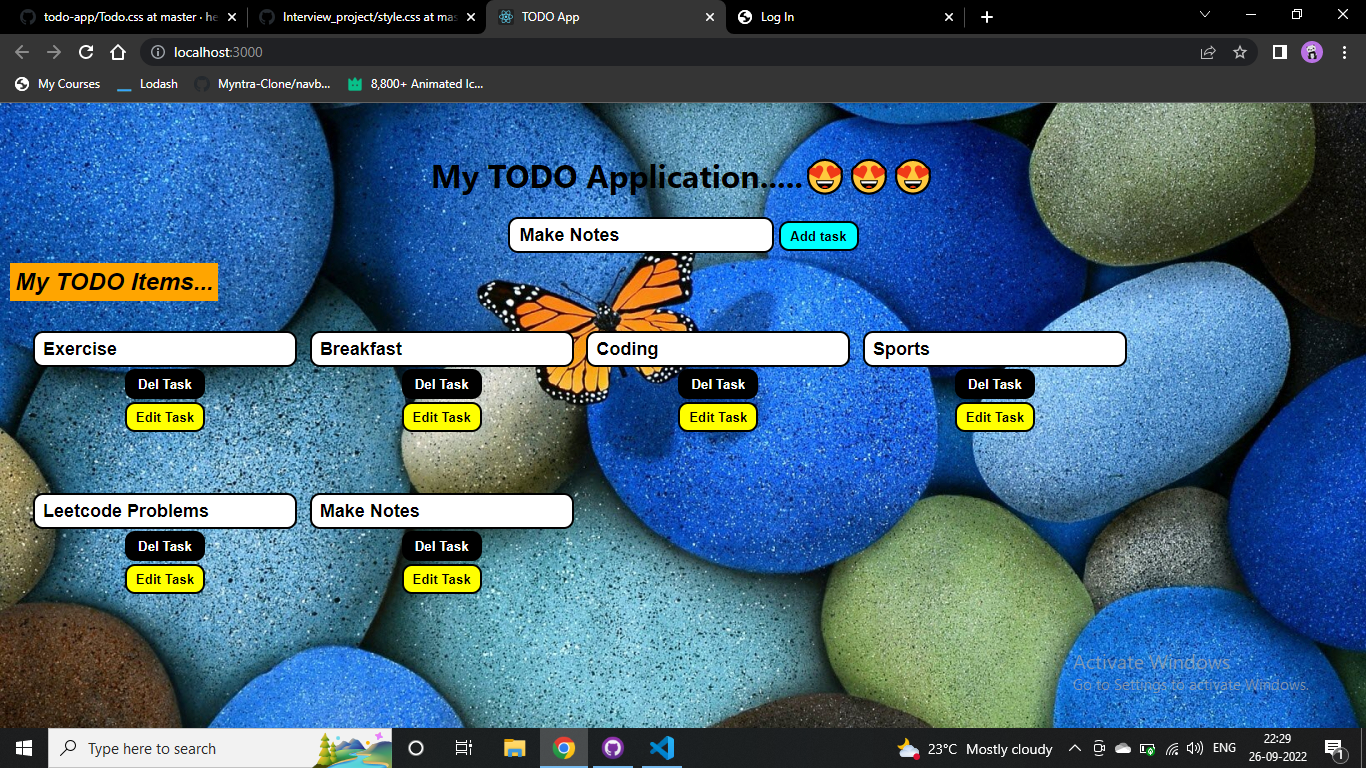 todo-app/Todo.css at master · he
Interview_project/style.css at mas
TODO App
Log In
localhost:3000
My Courses
Lodash
Myntra-Clone/navb...
8,800+ Animated Ic...
My TODO Application.....😍😍😍
Make Notes
Add task
My TODO Items...
Exercise Breakfast Coding Sports
Del Task Del Task Del Task Del Task
Edit Task Edit Task Edit Task Edit Task
Leetcode Problems Make Notes
Del Task Del Task
Edit Task Edit Task
Activate Windows
Go to Settings to activate Windows.
Type here to search
23°C Mostly cloudy
ENG
22:29
26-09-2022
1